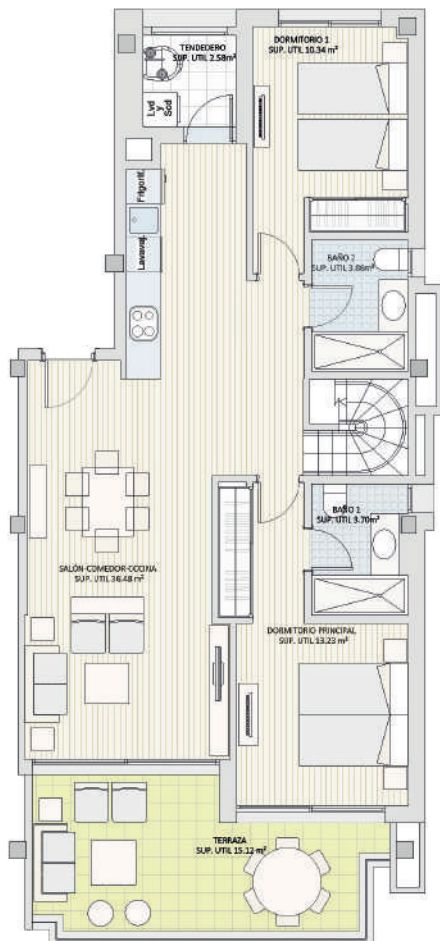 TENDEDERO
SUP. UTIL 2.58m²
DORMITORIO 1
SUP. UTIL 10.34 m²
Lvd
y
Scd
Frigoríf.
Lavavaj.
BAÑO 2
SUP. UTIL 3.86m²
BAÑO 1
SUP. UTIL 3.70m²
SALÓN-COMEDOR-COCINA
SUP. UTIL 36.48 m²
DORMITORIO PRINCIPAL
SUP. UTIL 13.23 m²
TERRAZA
SUP. UTIL 15.12 m²